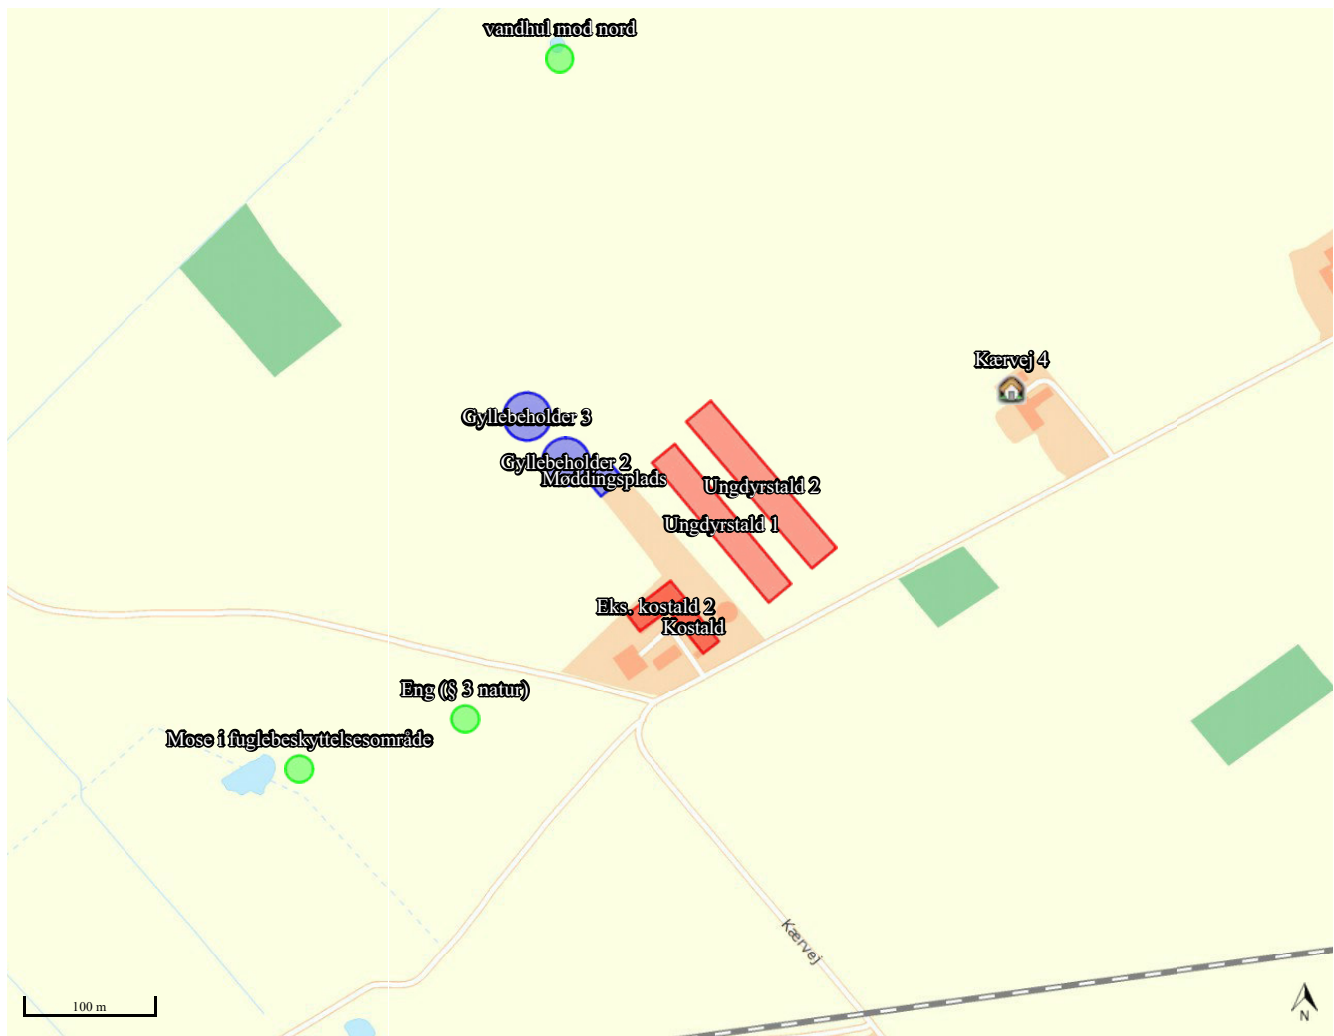 vandhul mod nord
Kærvej 4
Gyllebeholder 3
Gyllebeholder 2
Møddingsplads
Ungdyrstald 2
Ungdyrstald 1
Eks. kostald 2
Kostald
Eng (§ 3 natur)
Mose i fuglebeskyttelsesområde
Kærvej
100 m
N